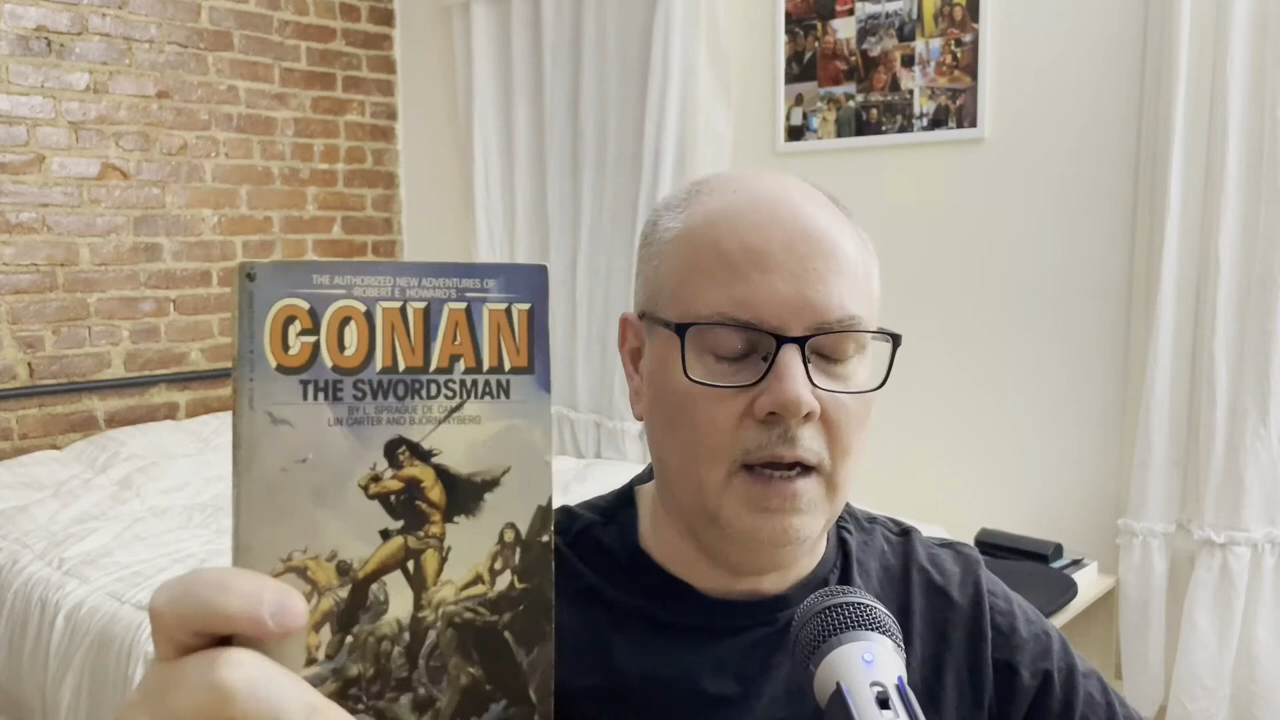 THE AUTHORIZED NEW ADVENTURES OF
ROBERT E. HOWARD'S
CONAN
THE SWORDSMAN
BY L. SPRAGUE DE CAMP
LIN CARTER AND BJORN NYBERG